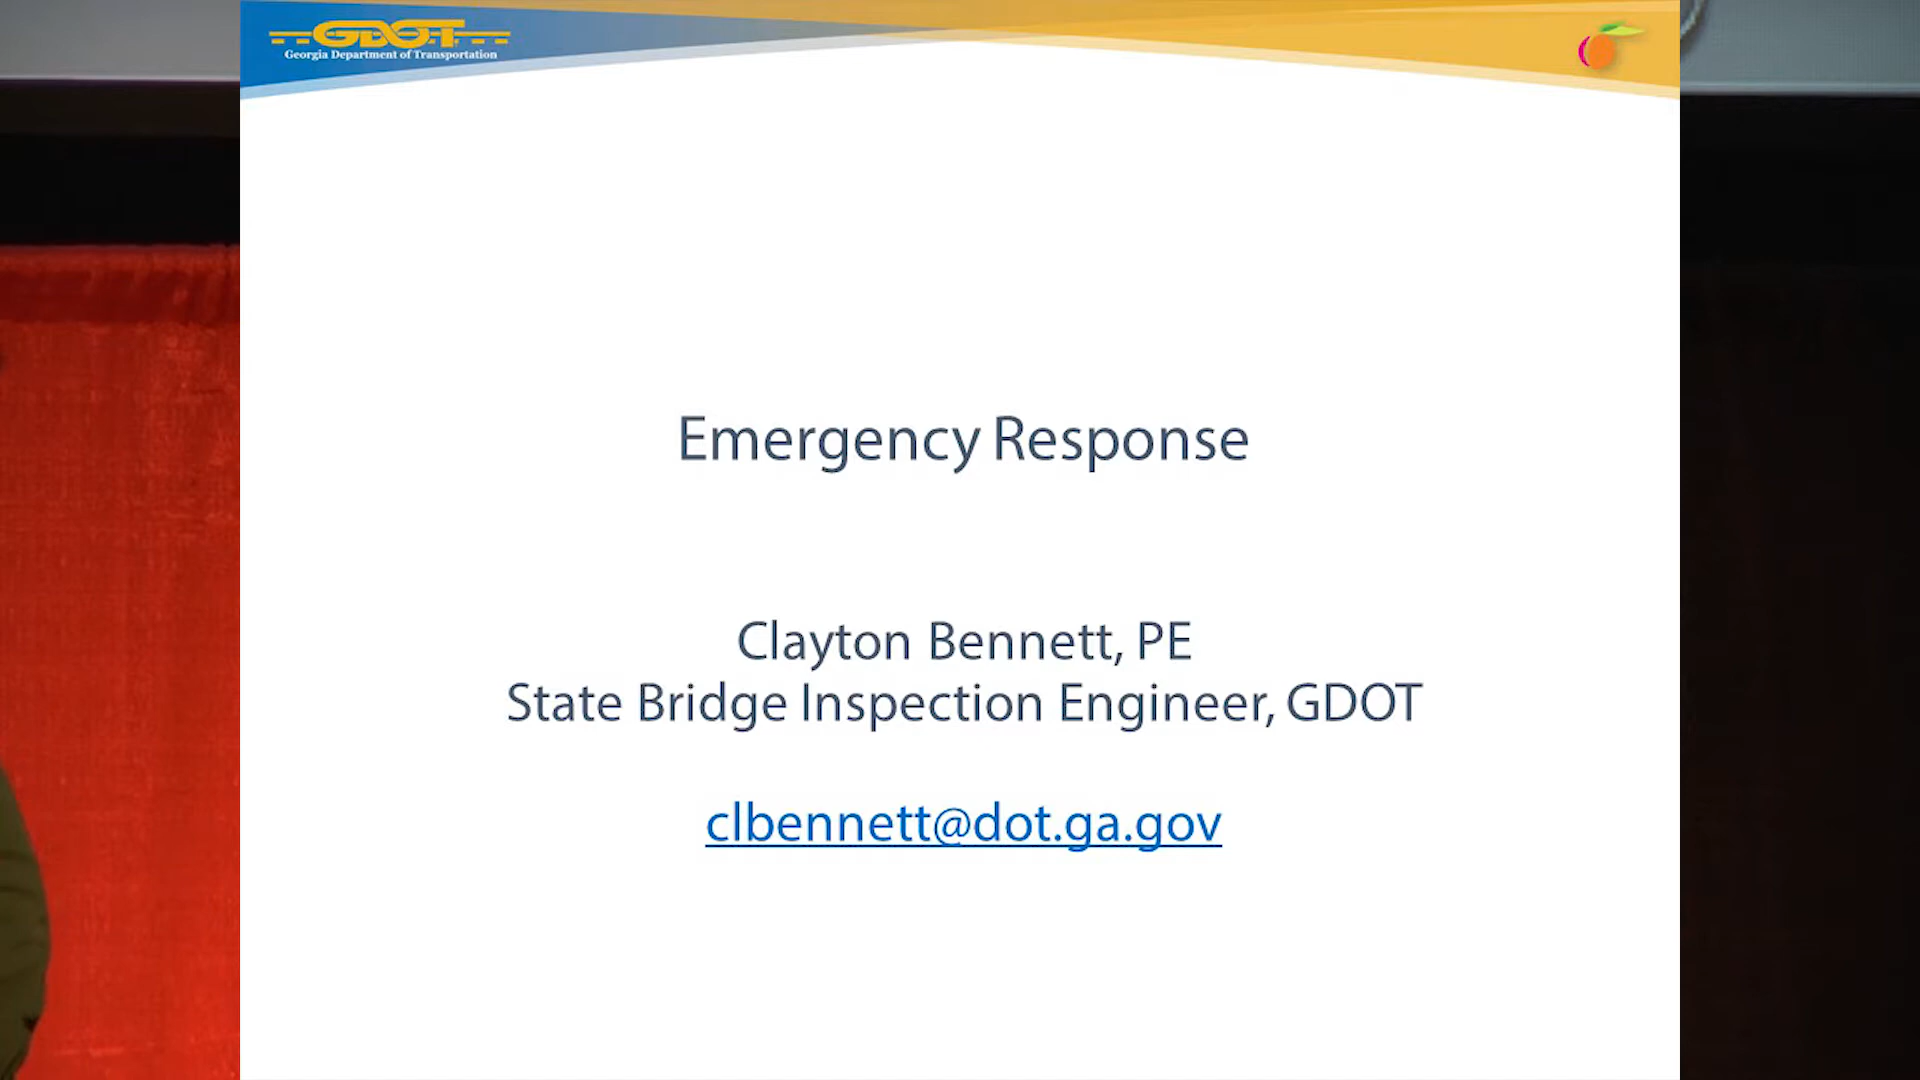 GDOT
Georgia Department of Transportation
Emergency Response
Clayton Bennett, PE
State Bridge Inspection Engineer, GDOT
clbennett@dot.ga.gov